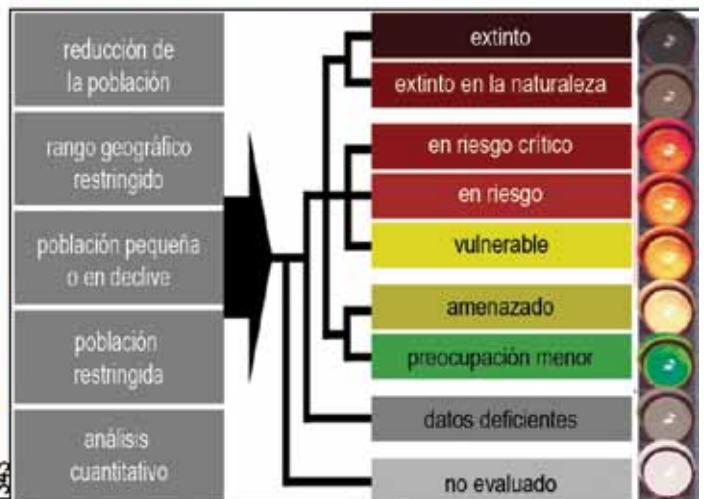 reducción de
la población
rango geográfico
restringido
población pequeña
o en declive
población
restringida
análisis
cuantitativo
extinto
extinto en la naturaleza
en riesgo crítico
en riesgo
vulnerable
amenazado
preocupación menor
datos deficientes
no evaluado